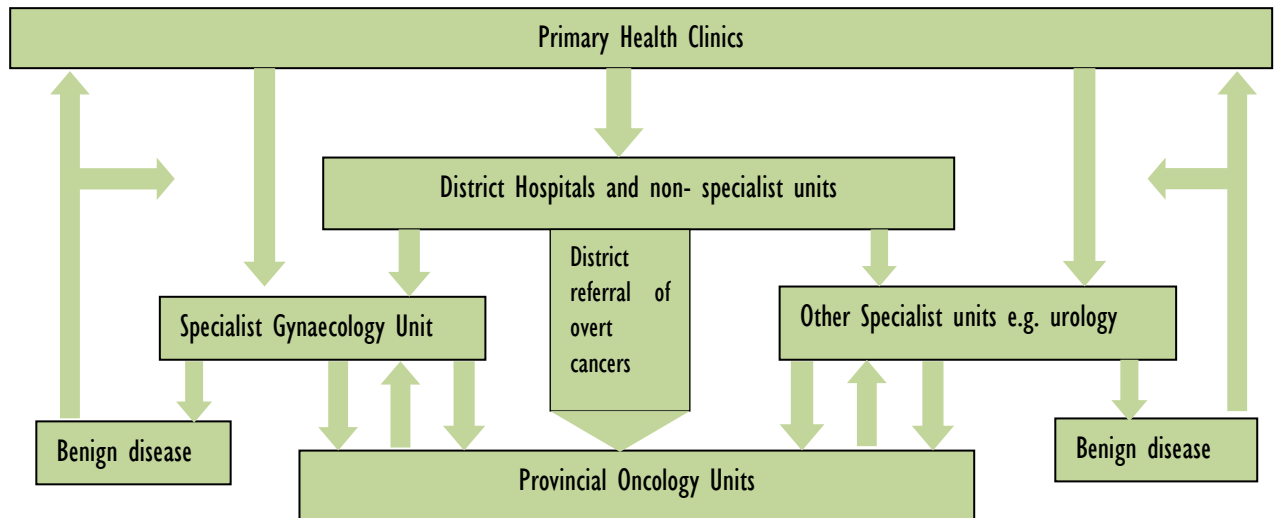 Primary Health Clinics
District Hospitals and non- specialist units
District
referral of
overt
cancers
Specialist Gynaecology Unit
Other Specialist units e.g. urology
Benign disease
Benign disease
Provincial Oncology Units